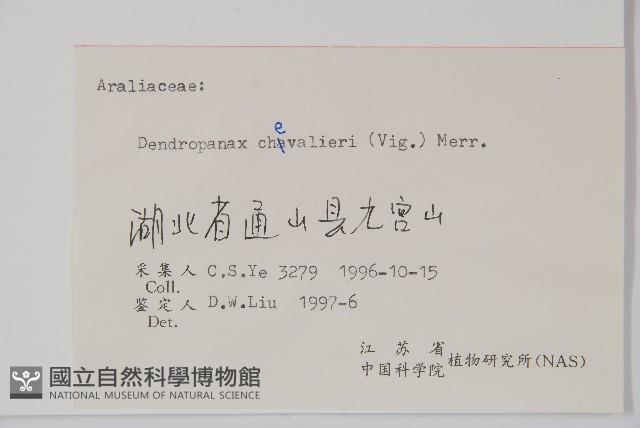 Araliaceae:
e
Dendropanax chavalieri (Vig.) Merr.
湖北省通山县九宫山
采集人 C.S.Ye 3279 1996-10-15
Coll.
鉴定人 D.W.Liu 1997-6
Det.
江苏省
中国科学院植物研究所(NAS)
國立自然科學博物館
NATIONAL MUSEUM OF NATURAL SCIENCE